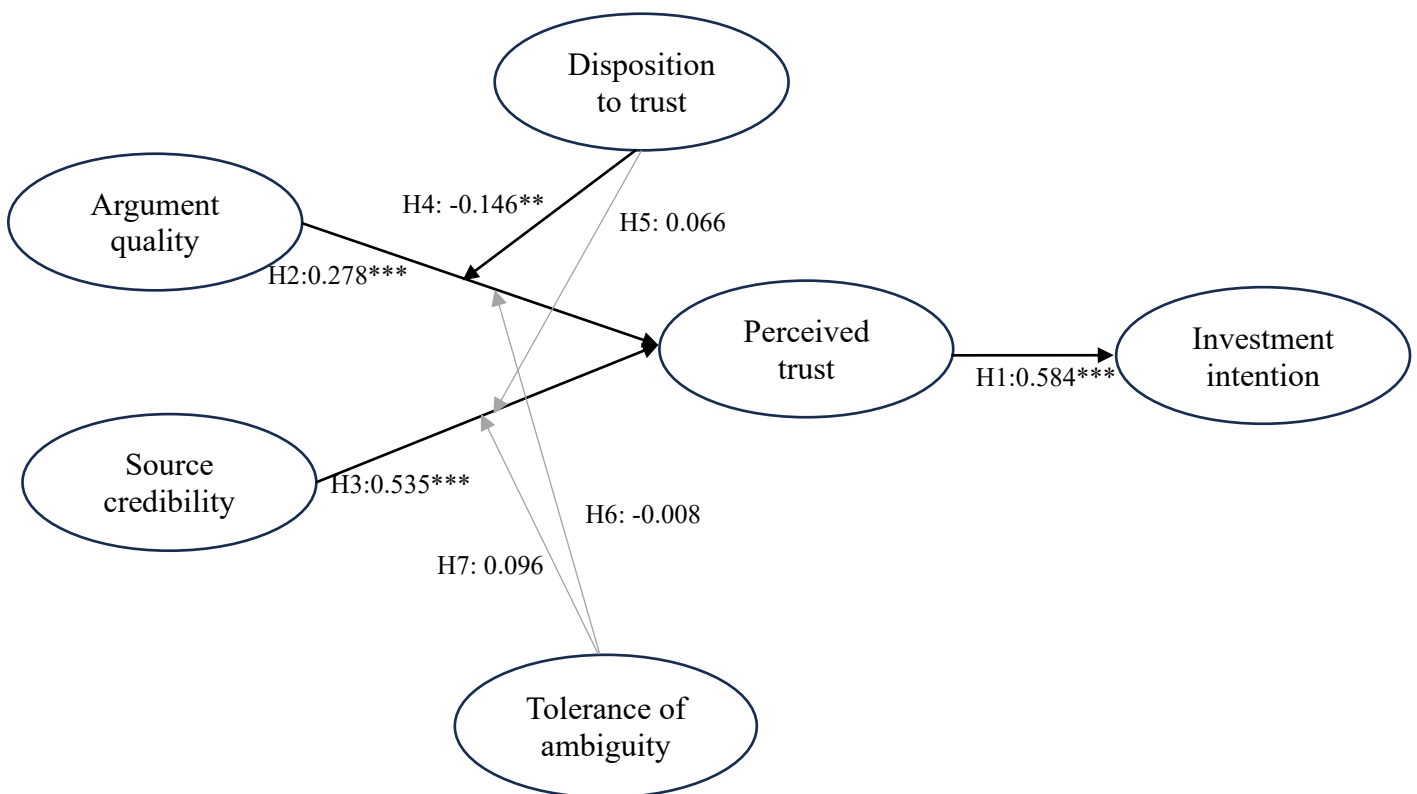 Disposition
to trust
Argument
quality
H4: -0.146**
H5: 0.066
H2:0.278***
Perceived
trust
Investment
intention
H1:0.584***
Source
credibility
H3:0.535***
H6: -0.008
H7: 0.096
Tolerance of
ambiguity